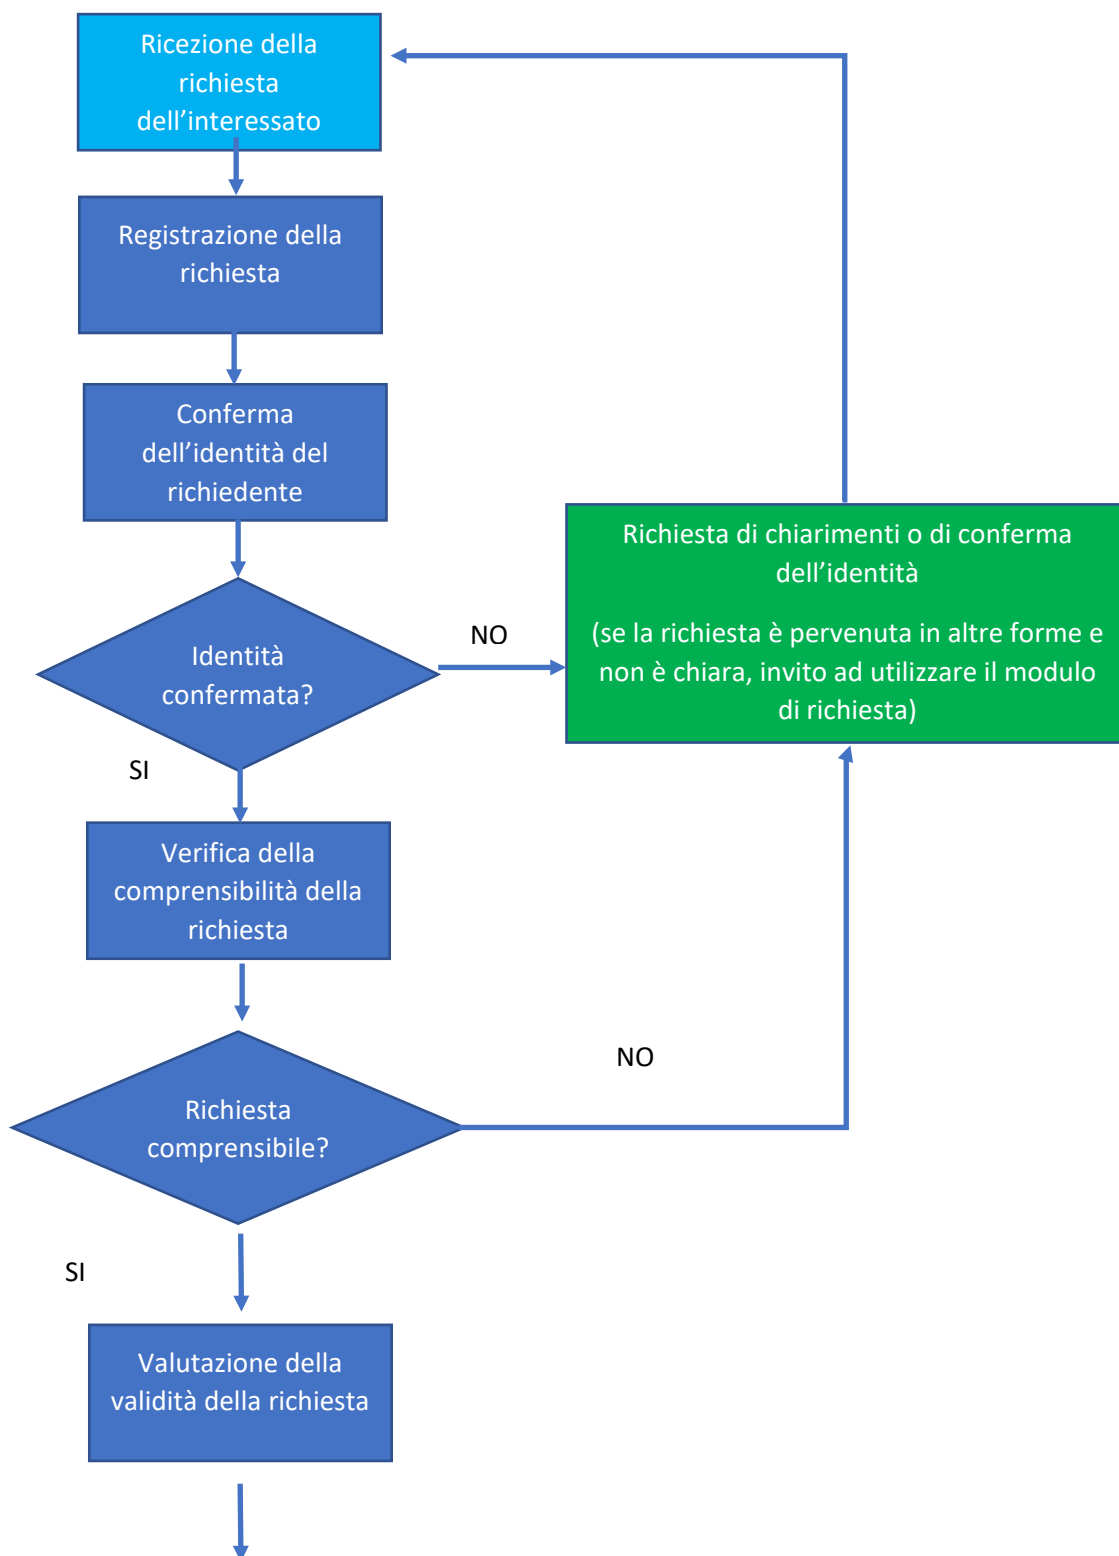 Ricezione della
richiesta
dell’interessato
Registrazione della
richiesta
Conferma
dell’identità del
richiedente
Identità
confermata?
NO
Richiesta di chiarimenti o di conferma
dell’identità
(se la richiesta è pervenuta in altre forme e
non è chiara, invito ad utilizzare il modulo
di richiesta)
SI
Verifica della
comprensibilità della
richiesta
Richiesta
comprensibile?
NO
SI
Valutazione della
validità della richiesta